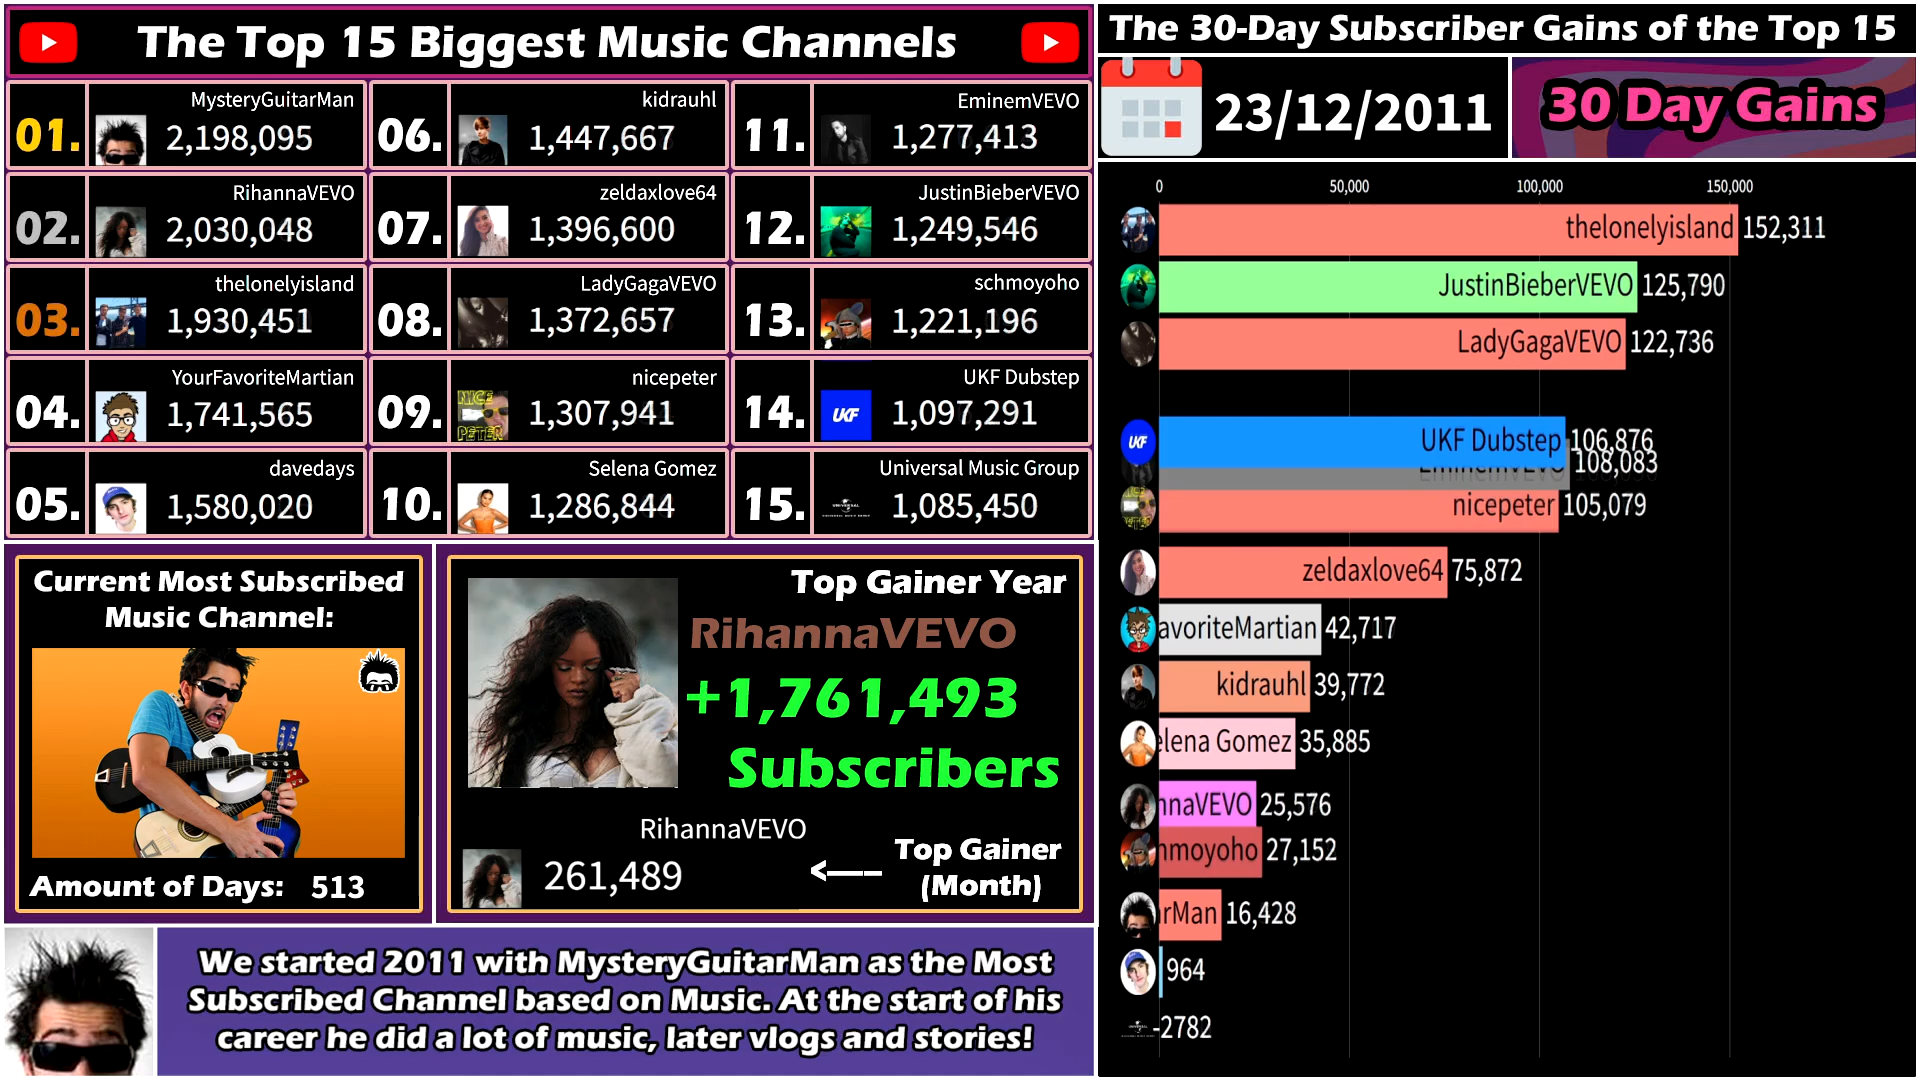 The Top 15 Biggest Music Channels
01.
MysteryGuitarMan
2,198,095
02.
RihannaVEVO
2,030,048
03.
thelonelyisland
1,930,451
04.
YourFavoriteMartian
1,741,565
05.
davedays
1,580,020
06.
kidrauhl
1,447,667
07.
zeldaxlove64
1,396,600
08.
LadyGagaVEVO
1,372,657
09.
nicepeter
1,307,941
NICE
PETER
10.
Selena Gomez
1,286,844
11.
EminemVEVO
1,277,413
12.
JustinBieberVEVO
1,249,546
13.
schmoyoho
1,221,196
14.
UKF Dubstep
UKF
1,097,291
15.
Universal Music Group
UNIVERSAL
1,085,450
Current Most Subscribed
Music Channel:
Amount of Days: 513
Top Gainer Year
RihannaVEVO
+1,761,493
Subscribers
RihannaVEVO
261,489
<—– Top Gainer
(Month)
We started 2011 with MysteryGuitarMan as the Most
Subscribed Channel based on Music. At the start of his
career he did a lot of music, later vlogs and stories!
The 30-Day Subscriber Gains of the Top 15
23/12/2011
30 Day Gains
0 50,000 100,000 150,000
thelonelyisland 152,311
JustinBieberVEVO 125,790
LadyGagaVEVO 122,736
UKF UKF Dubstep 106,876
EminemVEVO 108,083
nicepeter 105,079
zeldaxlove64 75,872
avoriteMartian 42,717
kidrauhl 39,772
elena Gomez 35,885
nnaVEVO 25,576
hmoyoho 27,152
rMan 16,428
964
-2782